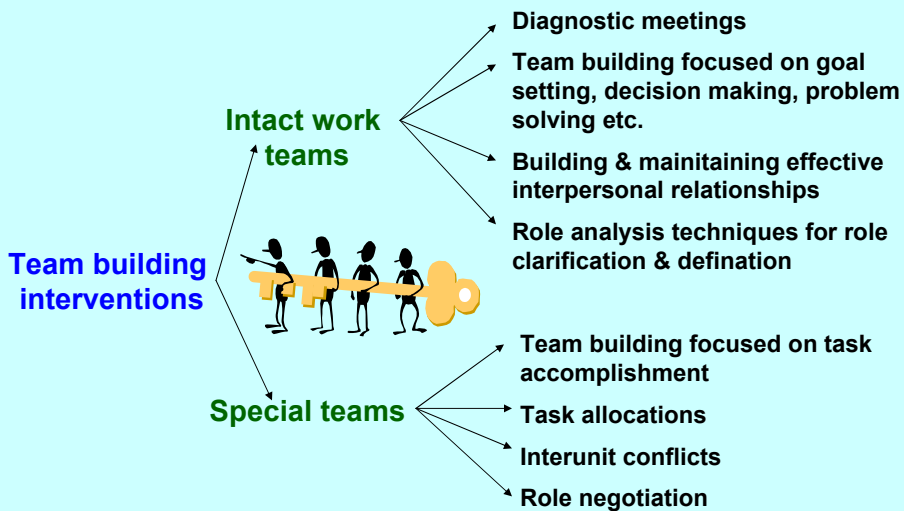 Team building
interventions
Intact work
teams
Diagnostic meetings
Team building focused on goal
setting, decision making, problem
solving etc.
Building & mainitaining effective
interpersonal relationships
Role analysis techniques for role
clarification & defination
Special teams
Team building focused on task
accomplishment
Task allocations
Interunit conflicts
Role negotiation